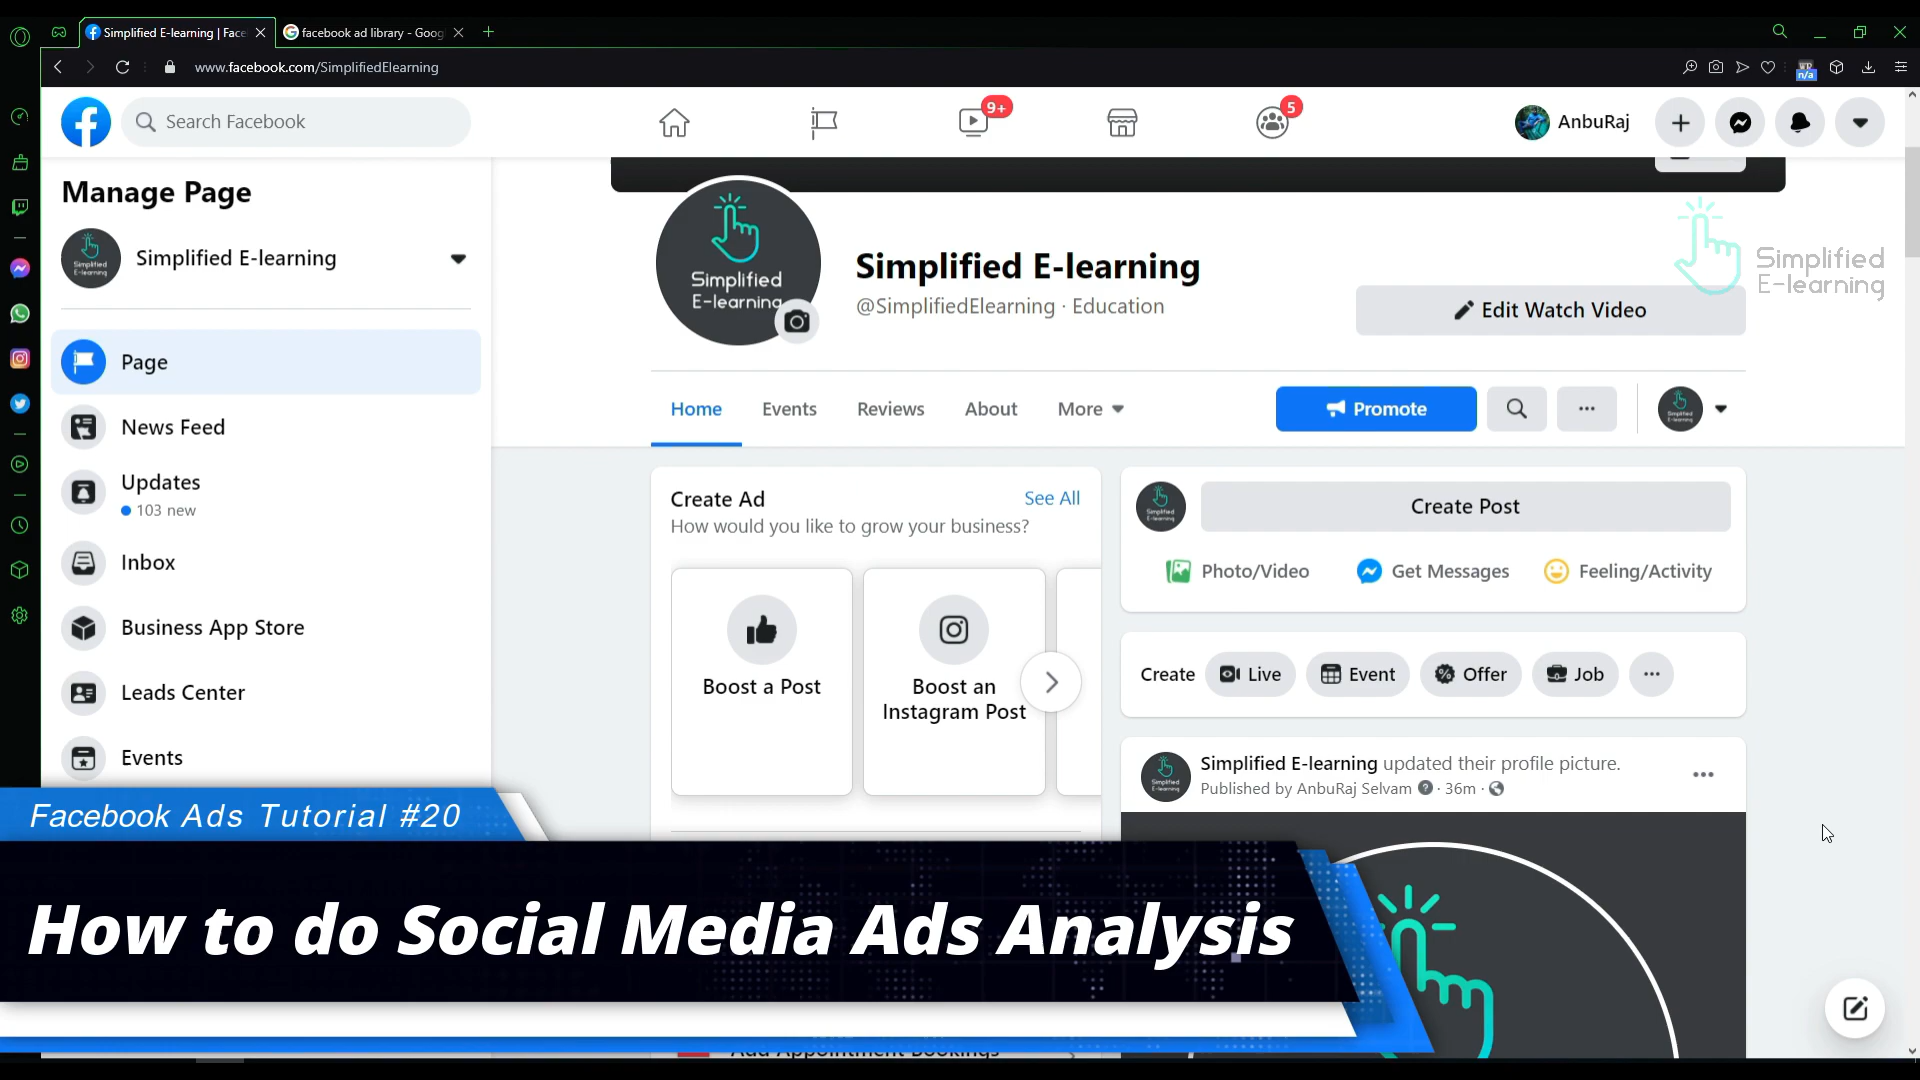 Simplified E-learning | Face
facebook ad library - Goog
www.facebook.com/SimplifiedElearning
n/a
Search Facebook
9+
5
AnbuRaj
Manage Page
Simplified E-learning
Simplified E-learning
Page
News Feed
Updates
103 new
Inbox
Business App Store
Leads Center
Events
Simplified
E-learning
Simplified E-learning
@SimplifiedElearning · Education
Edit Watch Video
Simplified
E-learning
Home Events Reviews About More
Promote
Create Ad See All
How would you like to grow your business?
Boost a Post
Boost an
Instagram Post
Create Post
Photo/Video Get Messages Feeling/Activity
Create Live Event Offer Job
Simplified E-learning updated their profile picture.
Published by AnbuRaj Selvam · 36m ·
Facebook Ads Tutorial #20
How to do Social Media Ads Analysis
Add Appointment Bookings